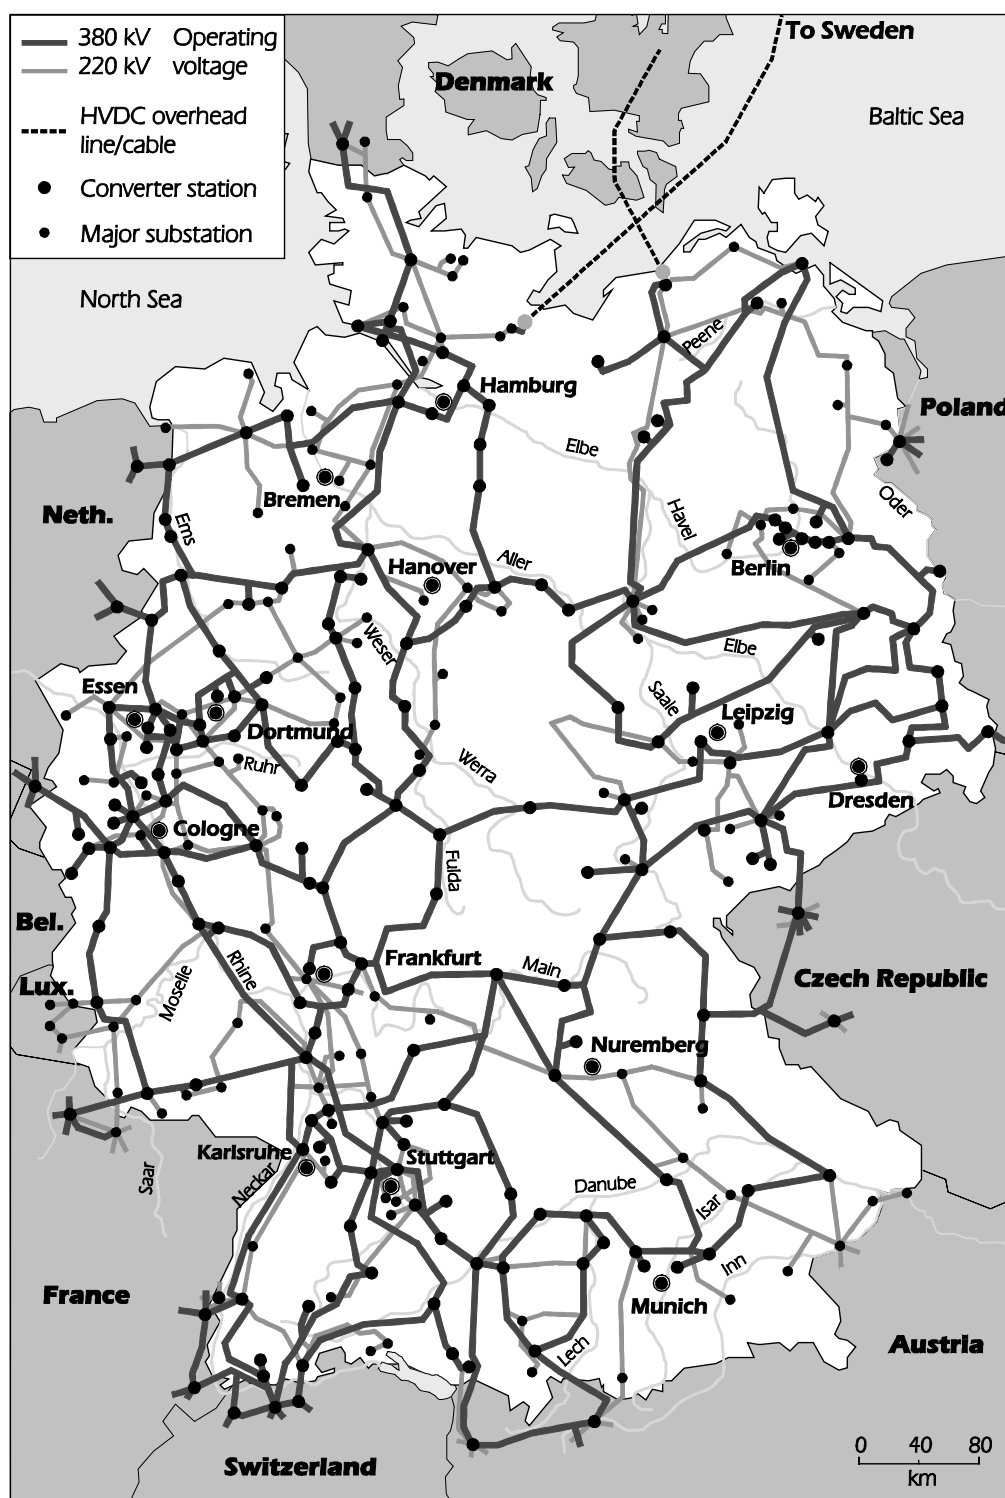 380 kV Operating
220 kV voltage
HVDC overhead
line/cable
Converter station
Major substation
To Sweden
Denmark
Baltic Sea
North Sea
Peene
Hamburg
Poland
Elbe
Bremen
Neth.
Ems
Havel
Oder
Hanover
Aller
Berlin
Weser
Elbe
Essen
Saale
Leipzig
Dortmund
Ruhr
Werra
Dresden
Cologne
Fulda
Bel.
Frankfurt
Main
Lux.
Moselle
Rhine
Czech Republic
Nuremberg
Karlsruhe
Stuttgart
Saar
Neckar
Danube
Isar
Inn
France
Munich
Lech
Austria
Switzerland
0 40 80
km